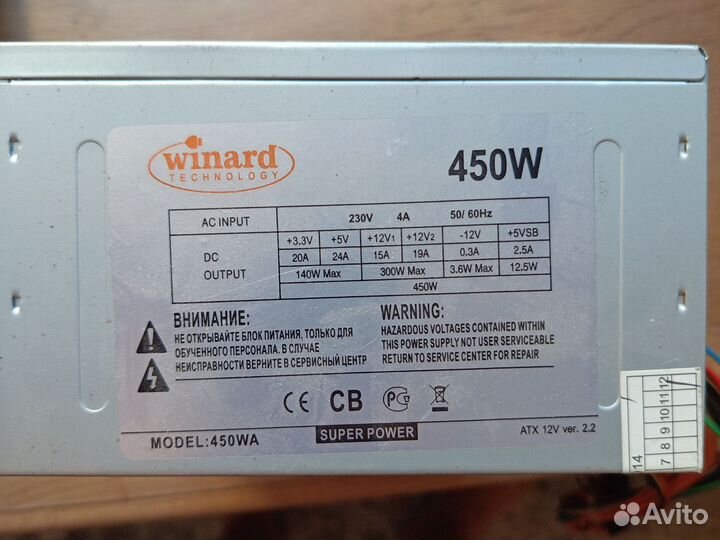 winard
TECHNOLOGY
450W
AC INPUT 230V 4A 50/ 60Hz
DC OUTPUT
+3.3V +5V +12V1 +12V2 -12V +5VSB
20A 24A 15A 19A 0.3A 2.5A
140W Max 300W Max 3.6W Max 12.5W
450W
ВНИМАНИЕ:
НЕ ОТКРЫВАЙТЕ БЛОК ПИТАНИЯ, ТОЛЬКО ДЛЯ
ОБУЧЕННОГО ПЕРСОНАЛА. В СЛУЧАЕ
НЕИСПРАВНОСТИ ВЕРНИТЕ В СЕРВИСНЫЙ ЦЕНТР
WARNING:
HAZARDOUS VOLTAGES CONTAINED WITHIN
THIS POWER SUPPLY NOT USER SERVICEABLE
RETURN TO SERVICE CENTER FOR REPAIR
CE CB РСТ
MODEL:450WA
SUPER POWER
ATX 12V ver. 2.2
014
7 8 9 10 11 12
Avito